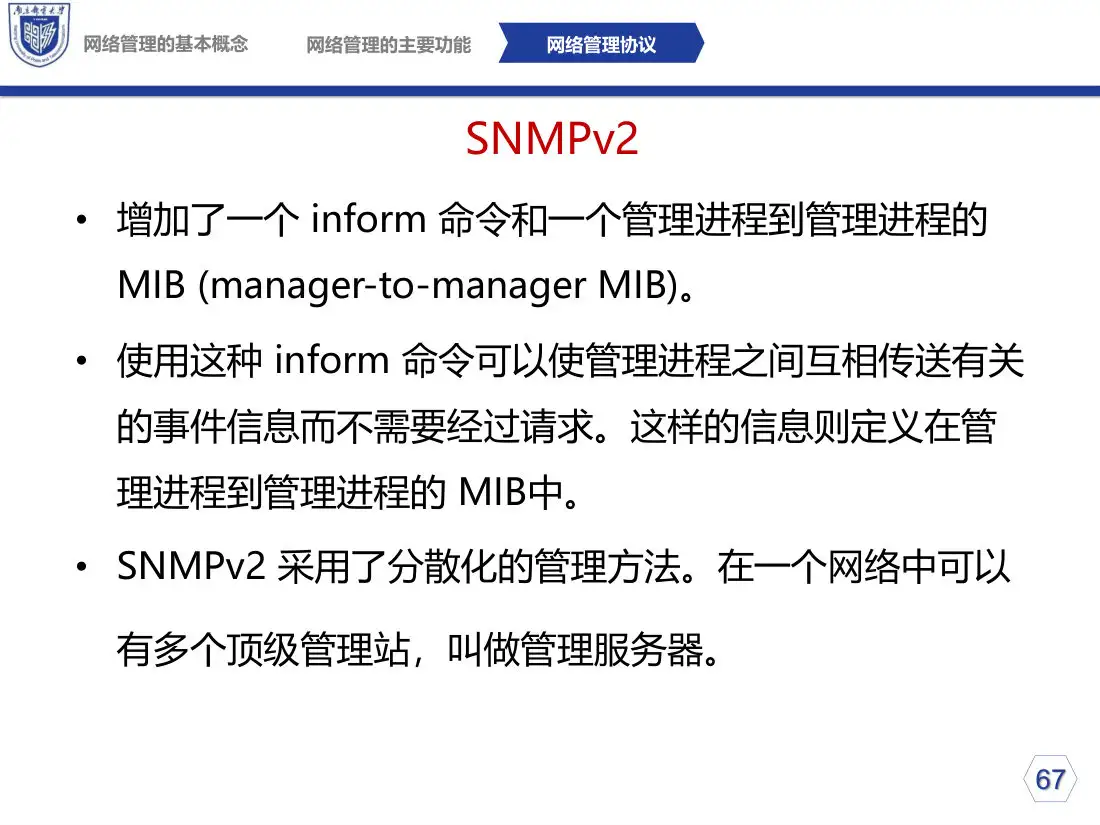 南京邮电大学
网络管理的基本概念
网络管理的主要功能
网络管理协议
SNMPv2
• 增加了一个 inform 命令和一个管理进程到管理进程的
MIB (manager-to-manager MIB)。
• 使用这种 inform 命令可以使管理进程之间互相传送有关
的事件信息而不需要经过请求。这样的信息则定义在管
理进程到管理进程的 MIB中。
• SNMPv2 采用了分散化的管理方法。在一个网络中可以
有多个顶级管理站，叫做管理服务器。
67